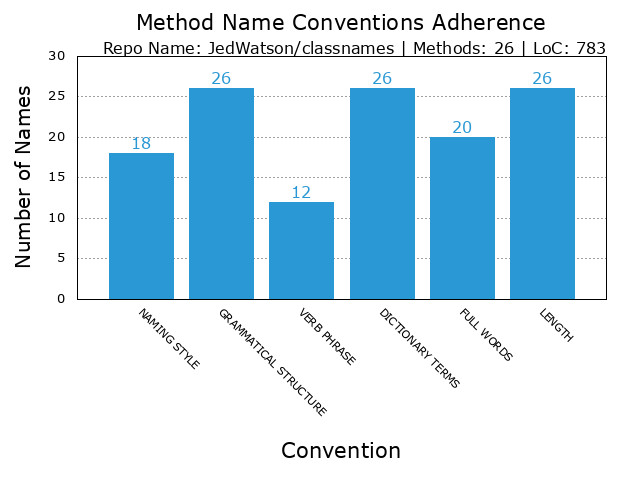 Method Name Conventions Adherence
Repo Name: JedWatson/classnames | Methods: 26 | LoC: 783
Number of Names
30
25
20
15
10
5
0
18
26
12
26
20
26
NAMING STYLE
GRAMMATICAL STRUCTURE
VERB PHRASE
DICTIONARY TERMS
FULL WORDS
LENGTH
Convention